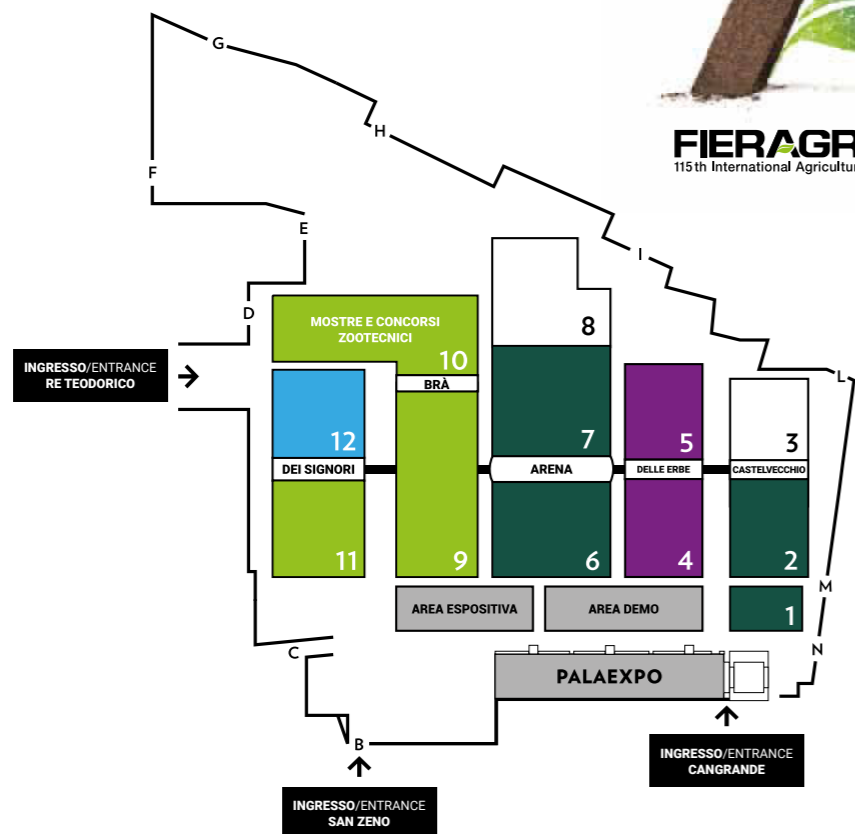 G
H
FIERAGR
115th International Agricultur
F
E
I
D
MOSTRE E CONCORSI
ZOOTECNICI
8
10
BRÀ
INGRESSO/ENTRANCE
RE TEODORICO
L
12
7
5
3
DEI SIGNORI
ARENA
DELLE ERBE
CASTELVECCHIO
11
9
6
4
2
M
AREA ESPOSITIVA
AREA DEMO
1
C
N
PALAEXPO
B
INGRESSO/ENTRANCE
CANGRANDE
INGRESSO/ENTRANCE
SAN ZENO